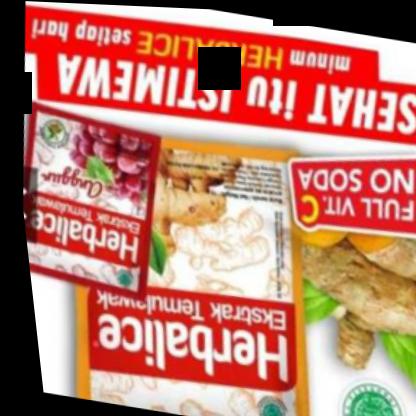 Herbalice
Ekstrak Temulawak
Herbalice
Ekstrak Temulawak
Anggur
FULL VIT. C
NO SODA
SEHAT itu ISTIMEWA
minum HERBALICE setiap hari